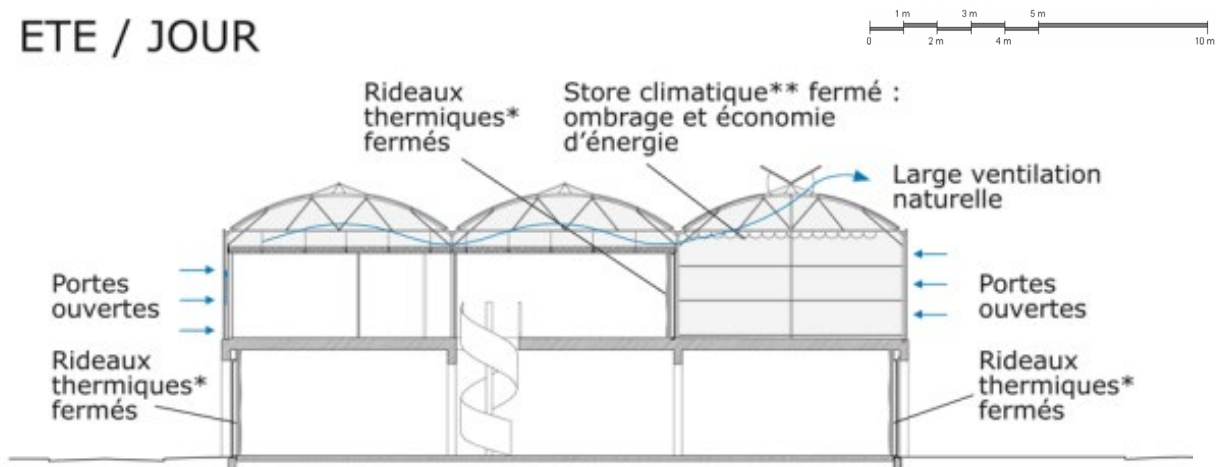 ETE / JOUR
1 m 3 m 5 m
0 2 m 4 m 10 m
Rideaux
thermiques*
fermés
Store climatique** fermé :
ombrage et économie
d'énergie
Large ventilation
naturelle
Portes
ouvertes
Portes
ouvertes
Rideaux
thermiques*
fermés
Rideaux
thermiques*
fermés